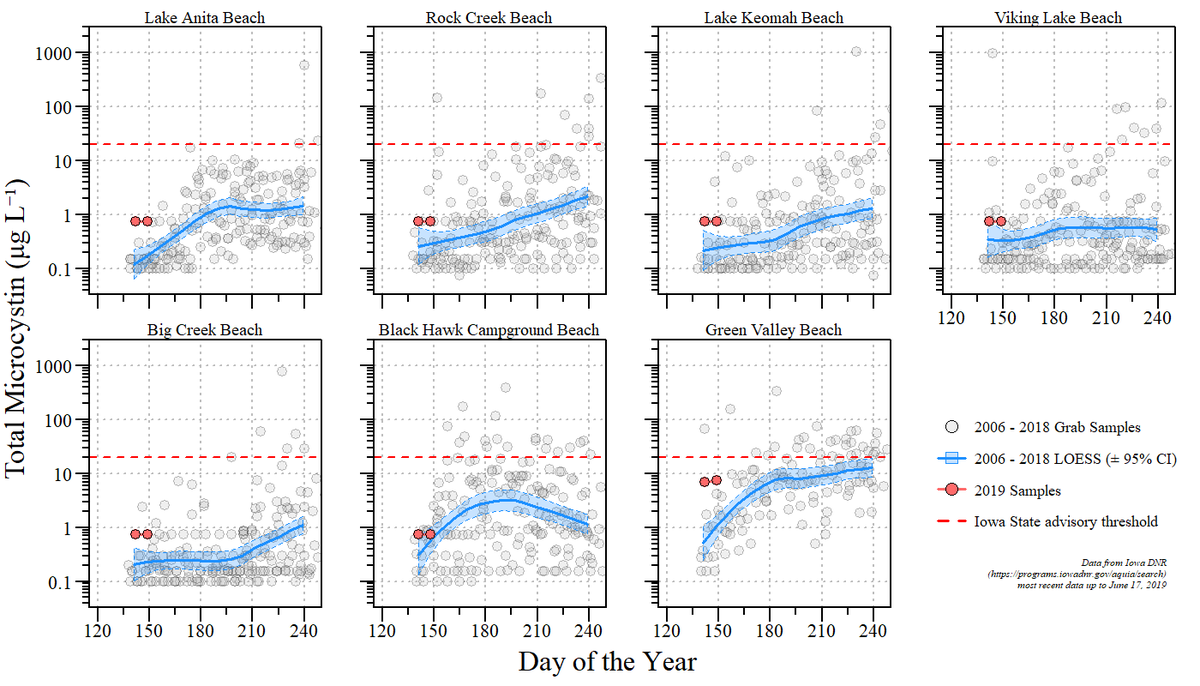 Lake Anita Beach
Rock Creek Beach
Lake Keomah Beach
Viking Lake Beach
1000
100
10
1
0.1
120 150 180 210 240
Big Creek Beach
Black Hawk Campground Beach
Green Valley Beach
1000
100
10
1
0.1
120 150 180 210 240
120 150 180 210 240
120 150 180 210 240
Total Microcystin (µg L⁻¹)
Day of the Year
2006 - 2018 Grab Samples
2006 - 2018 LOESS (± 95% CI)
2019 Samples
Iowa State advisory threshold
Data from Iowa DNR
(https://programs.iowadnr.gov/aquia/search)
most recent data up to June 17, 2019